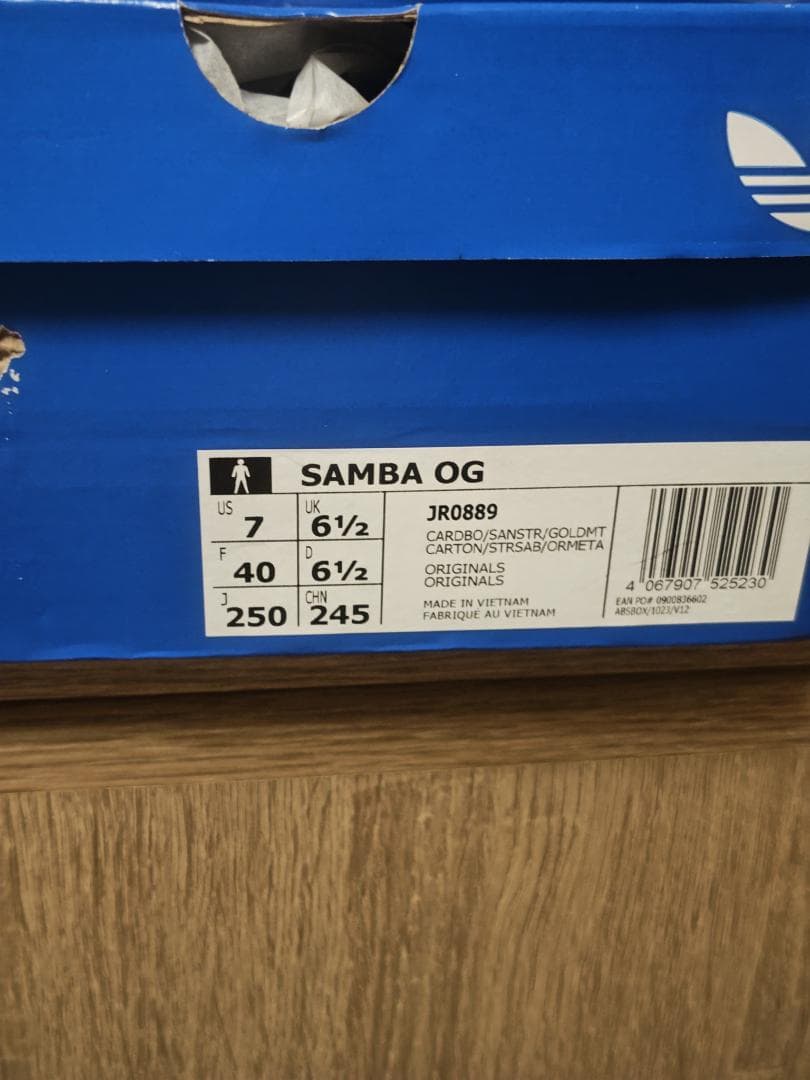 SAMBA OG
US 7 UK 6½
F 40 D 6½
J 250 CHN 245
JR0889
CARDBO/SANSTR/GOLDMT
CARTON/STRSAB/ORMETA
ORIGINALS
ORIGINALS
MADE IN VIETNAM
FABRIQUÉ AU VIETNAM
4 067907 525230
EAN PO# 0900836602
ABSBOX/1023/V12